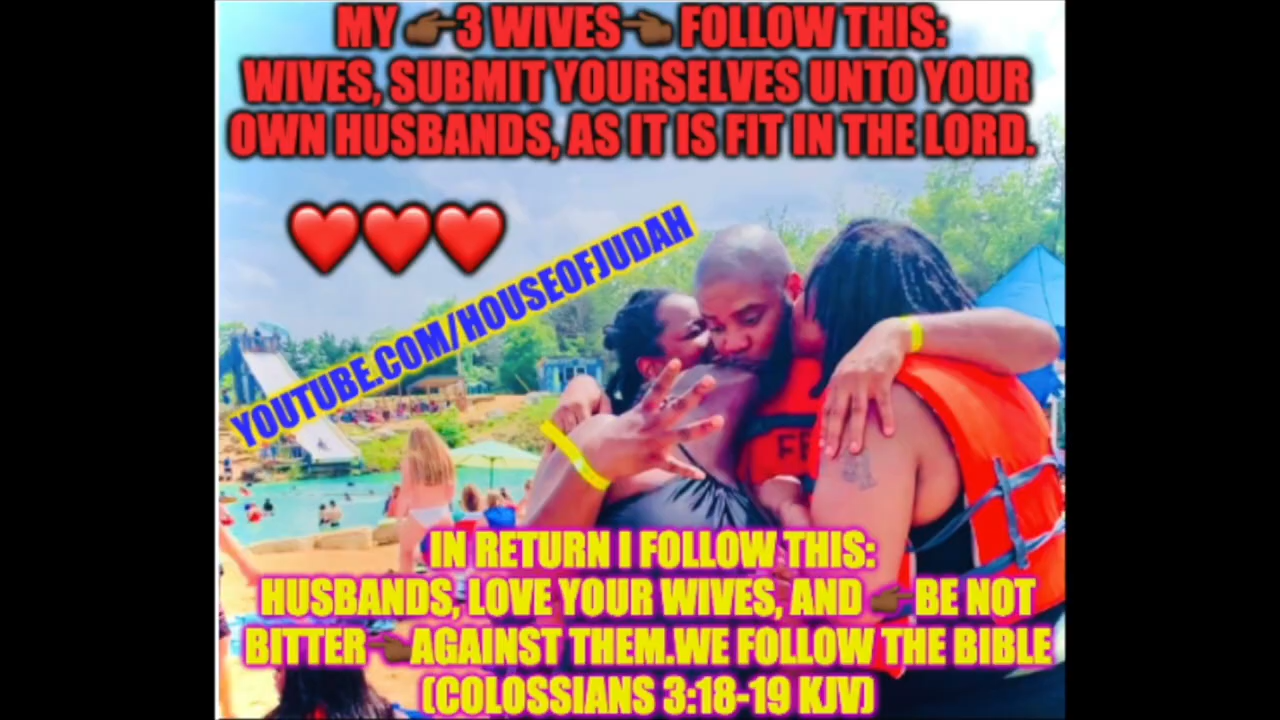 MY 👉🏾3 WIVES👈🏾 FOLLOW THIS:
WIVES, SUBMIT YOURSELVES UNTO YOUR
OWN HUSBANDS, AS IT IS FIT IN THE LORD.
YOUTUBE.COM/HOUSEOFJUDAH
IN RETURN I FOLLOW THIS:
HUSBANDS, LOVE YOUR WIVES, AND 👉🏾BE NOT
BITTER👈🏾AGAINST THEM.WE FOLLOW THE BIBLE
(COLOSSIANS 3:18-19 KJV)